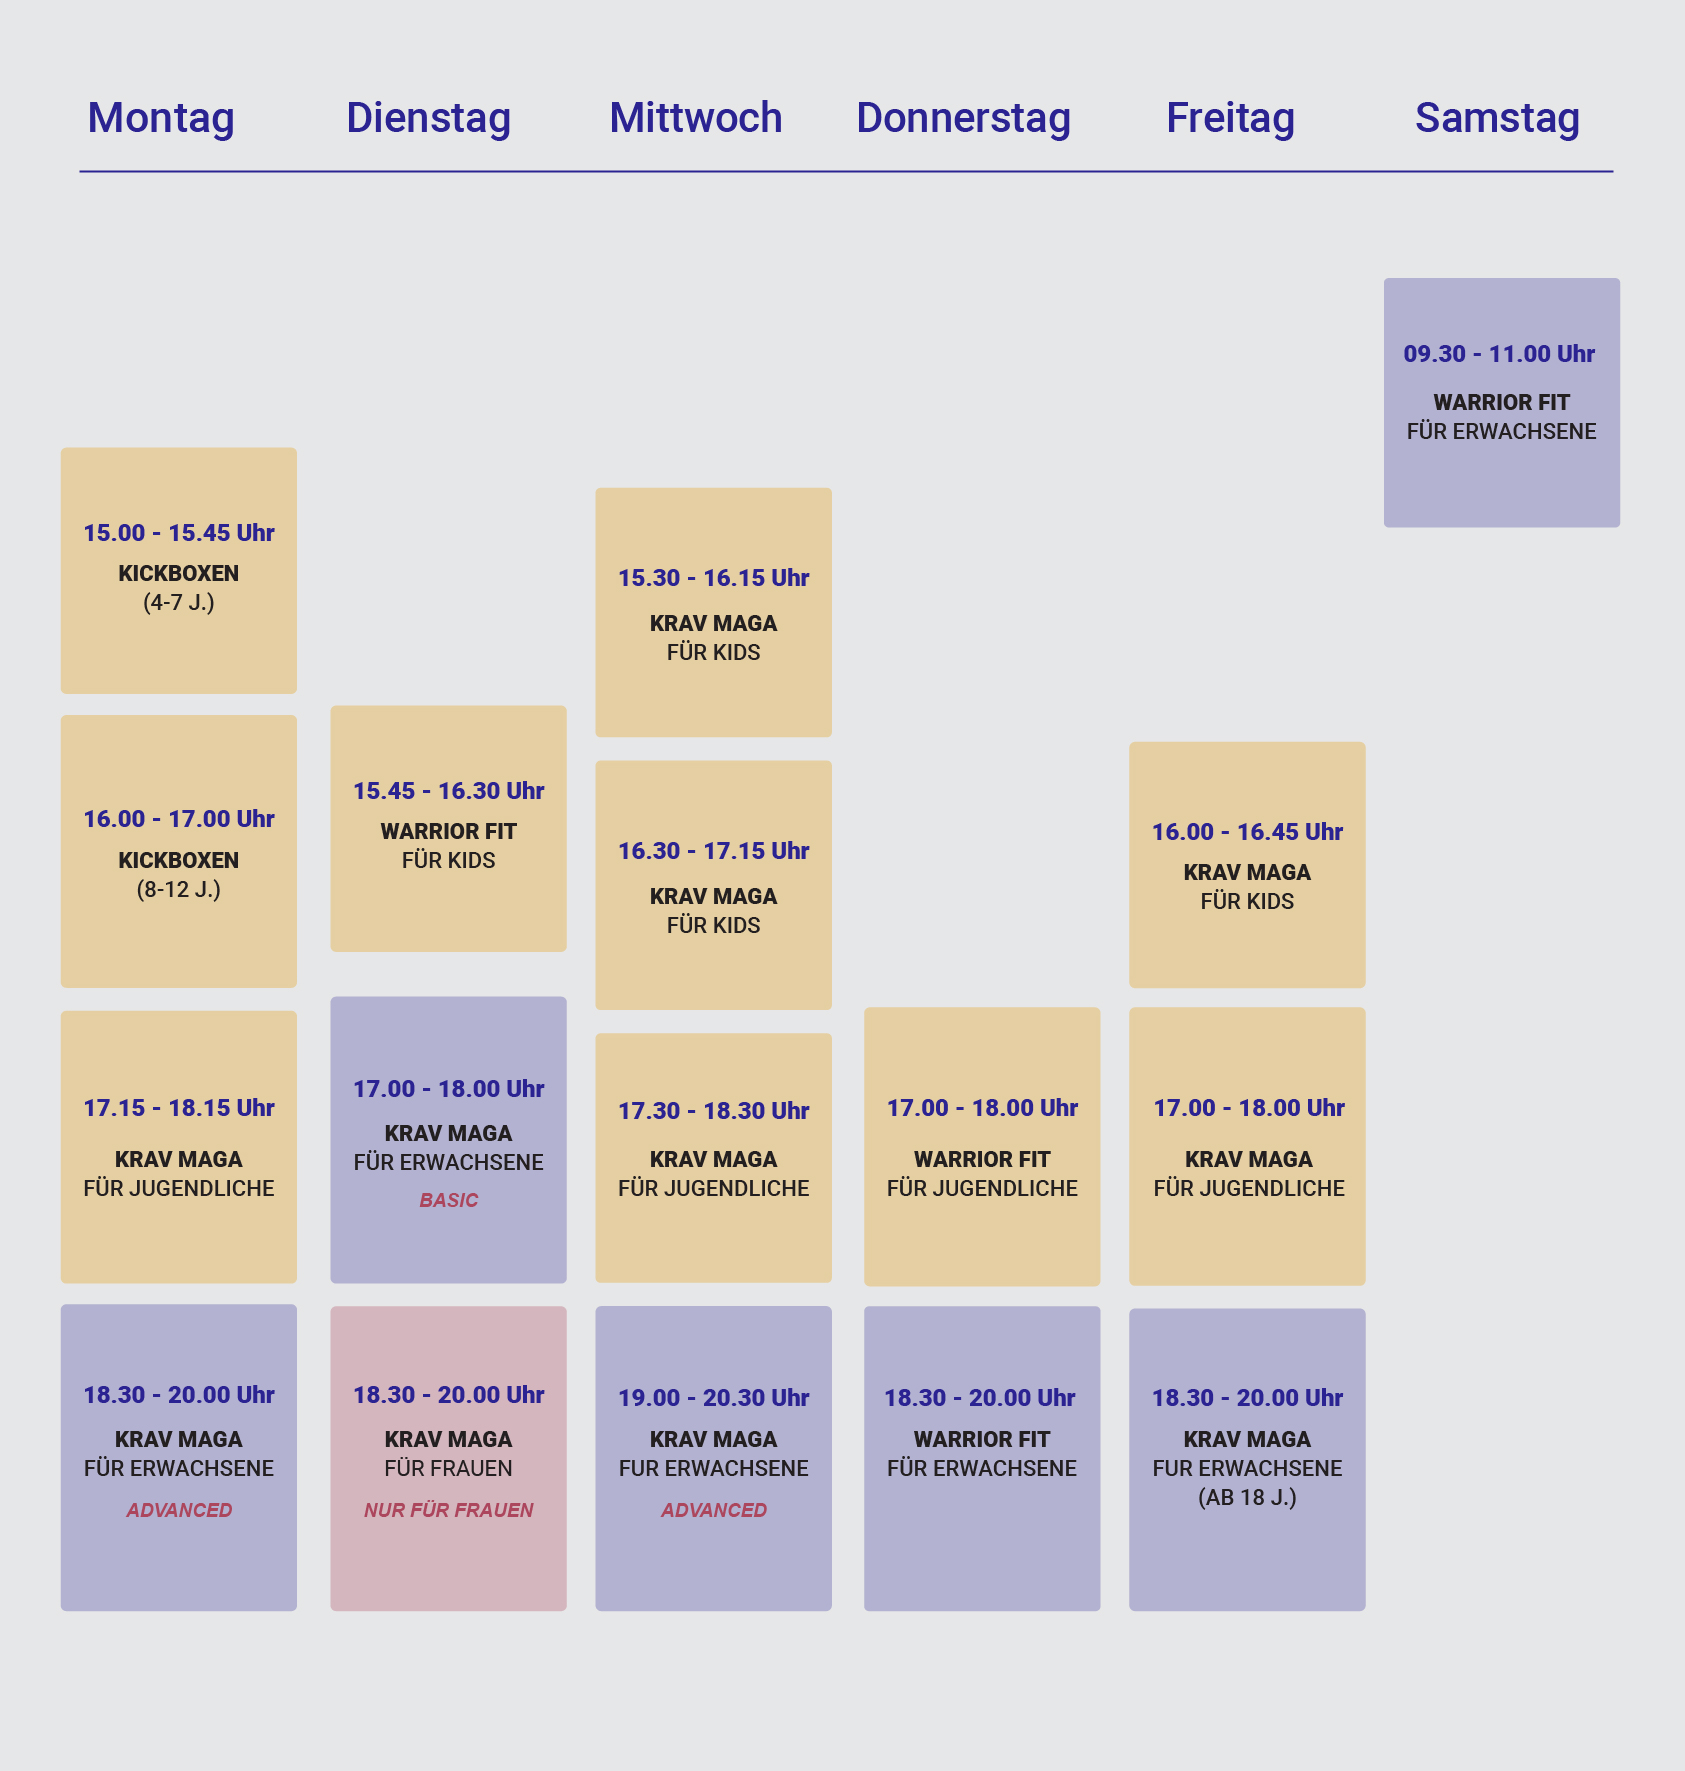 Montag
Dienstag
Mittwoch
Donnerstag
Freitag
Samstag
15.00 - 15.45 Uhr
KICKBOXEN
(4-7 J.)
16.00 - 17.00 Uhr
KICKBOXEN
(8-12 J.)
17.15 - 18.15 Uhr
KRAV MAGA
FÜR JUGENDLICHE
18.30 - 20.00 Uhr
KRAV MAGA
FÜR ERWACHSENE
ADVANCED
15.45 - 16.30 Uhr
WARRIOR FIT
FÜR KIDS
17.00 - 18.00 Uhr
KRAV MAGA
FÜR ERWACHSENE
BASIC
18.30 - 20.00 Uhr
KRAV MAGA
FÜR FRAUEN
NUR FÜR FRAUEN
15.30 - 16.15 Uhr
KRAV MAGA
FÜR KIDS
16.30 - 17.15 Uhr
KRAV MAGA
FÜR KIDS
17.30 - 18.30 Uhr
KRAV MAGA
FÜR JUGENDLICHE
19.00 - 20.30 Uhr
KRAV MAGA
FUR ERWACHSENE
ADVANCED
17.00 - 18.00 Uhr
WARRIOR FIT
FÜR JUGENDLICHE
18.30 - 20.00 Uhr
WARRIOR FIT
FÜR ERWACHSENE
16.00 - 16.45 Uhr
KRAV MAGA
FÜR KIDS
17.00 - 18.00 Uhr
KRAV MAGA
FÜR JUGENDLICHE
18.30 - 20.00 Uhr
KRAV MAGA
FUR ERWACHSENE
(AB 18 J.)
09.30 - 11.00 Uhr
WARRIOR FIT
FÜR ERWACHSENE